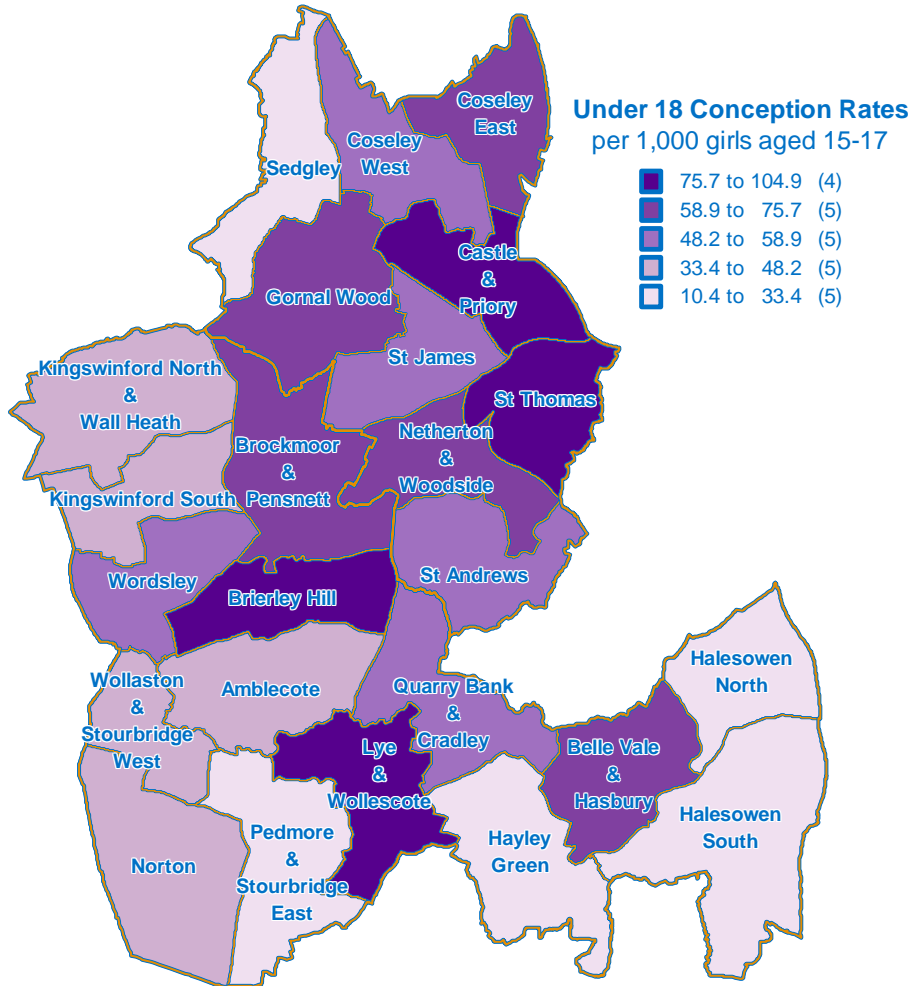 Under 18 Conception Rates
per 1,000 girls aged 15-17
75.7 to 104.9 (4)
58.9 to 75.7 (5)
48.2 to 58.9 (5)
33.4 to 48.2 (5)
10.4 to 33.4 (5)
Coseley
East
Coseley
West
Sedgley
Castle
&
Priory
Gornal Wood
St James
Kingswinford North
&
Wall Heath
St Thomas
Netherton
&
Woodside
Brockmoor
&
Pensnett
Kingswinford South
Wordsley
St Andrews
Brierley Hill
Halesowen
North
Wollaston
&
Stourbridge
West
Amblecote
Quarry Bank
&
Cradley
Lye
&
Wollescote
Belle Vale
&
Hasbury
Halesowen
South
Pedmore
&
Stourbridge
East
Hayley
Green
Norton